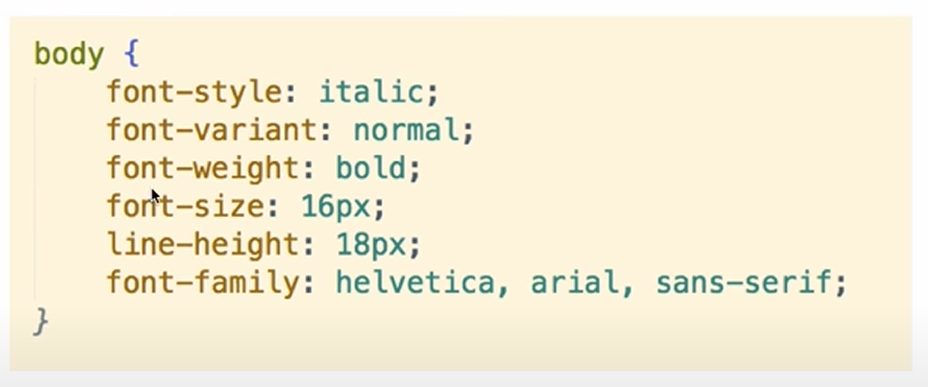 body {
    font-style: italic;
    font-variant: normal;
    font-weight: bold;
    font-size: 16px;
    line-height: 18px;
    font-family: helvetica, arial, sans-serif;
}